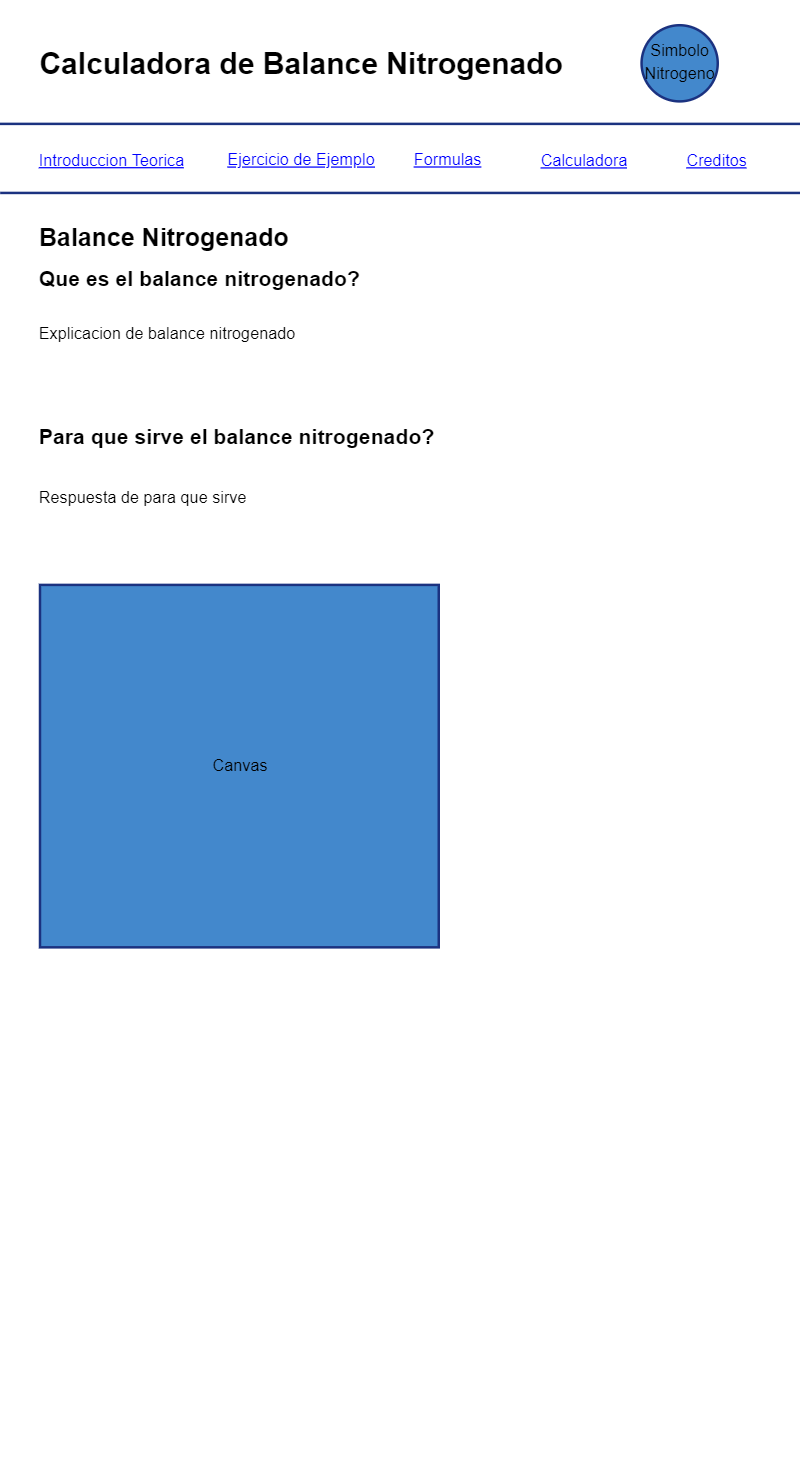 Calculadora de Balance Nitrogenado
Simbolo
Nitrogeno
Introduccion Teorica
Ejercicio de Ejemplo
Formulas
Calculadora
Creditos
Balance Nitrogenado
Que es el balance nitrogenado?
Explicacion de balance nitrogenado
Para que sirve el balance nitrogenado?
Respuesta de para que sirve
Canvas